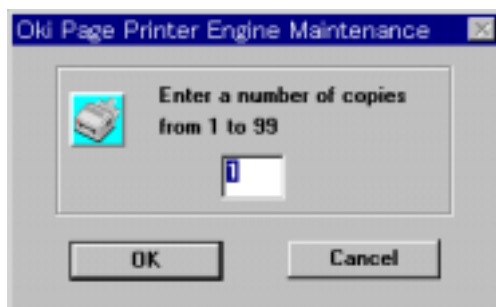 Oki Page Printer Engine Maintenance
Enter a number of copies
from 1 to 99
1
OK
Cancel